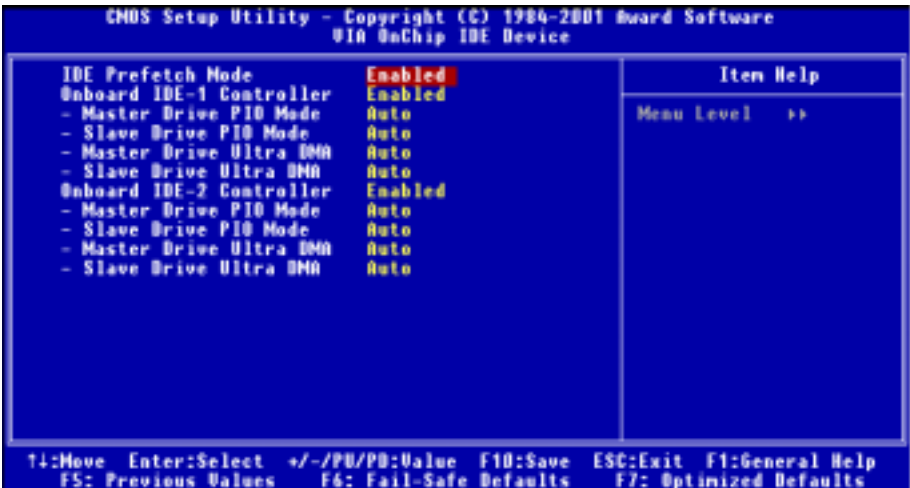 CMOS Setup Utility - Copyright (C) 1984-2001 Award Software
VIA OnChip IDE Device
IDE Prefetch Mode Enabled
Onboard IDE-1 Controller Enabled
- Master Drive PIO Mode Auto
- Slave Drive PIO Mode Auto
- Master Drive Ultra DMA Auto
- Slave Drive Ultra DMA Auto
Onboard IDE-2 Controller Enabled
- Master Drive PIO Mode Auto
- Slave Drive PIO Mode Auto
- Master Drive Ultra DMA Auto
- Slave Drive Ultra DMA Auto
Item Help
Menu Level ▸▸
↑↓:Move Enter:Select +/-/PU/PD:Value F10:Save ESC:Exit F1:General Help
F5: Previous Values F6: Fail-Safe Defaults F7: Optimized Defaults